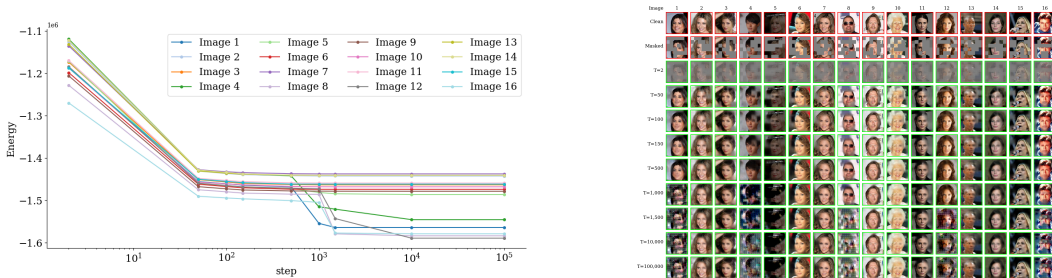 1e6
−1.1
−1.2
−1.3
−1.4
−1.5
−1.6
Energy
10¹ 10² 10³ 10⁴ 10⁵
step
Image 1 Image 5 Image 9 Image 13
Image 2 Image 6 Image 10 Image 14
Image 3 Image 7 Image 11 Image 15
Image 4 Image 8 Image 12 Image 16
Image 1 2 3 4 5 6 7 8 9 10 11 12 13 14 15 16
Clean
Masked
T=2
T=50
T=100
T=150
T=500
T=1,000
T=1,500
T=10,000
T=100,000